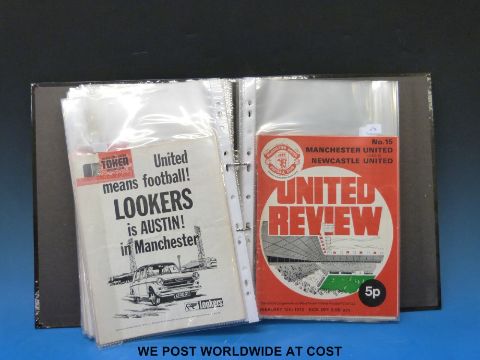 TOKEN
United
means football!
LOOKERS
is AUSTIN!
in Manchester
Lookers
No. 15
MANCHESTER UNITED
NEWCASTLE UNITED
UNITED
REVIEW
5p
WE POST WORLDWIDE AT COST